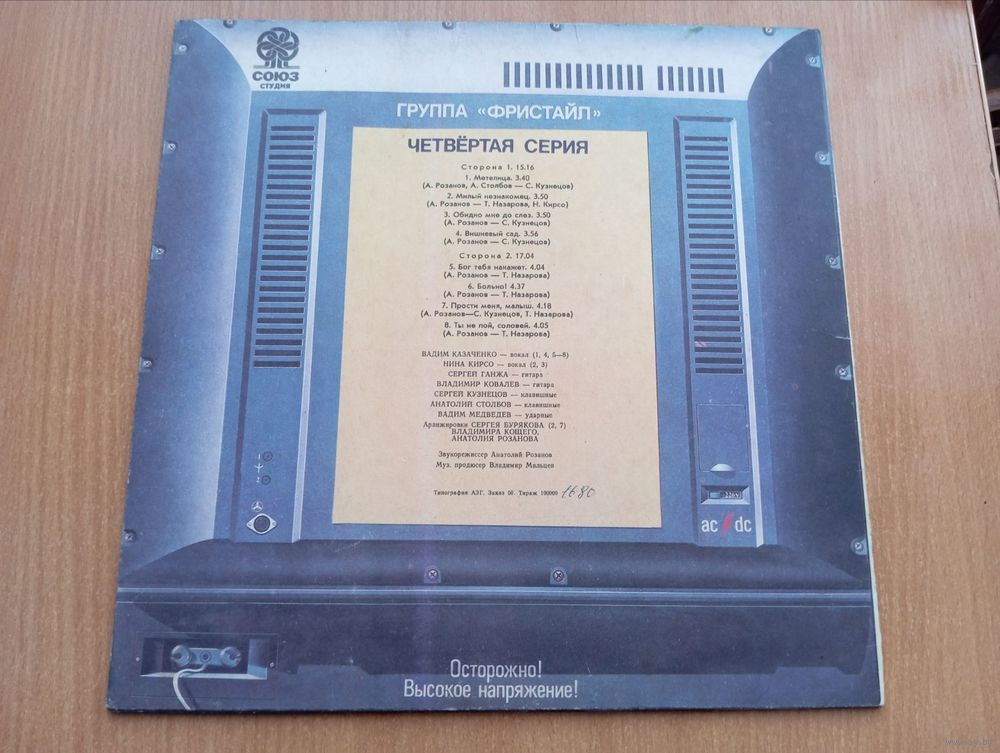 СОЮЗ
СТУДИЯ
ГРУППА «ФРИСТАЙЛ»
ЧЕТВЁРТАЯ СЕРИЯ
Сторона 1. 15.16
1. Метелица. 3.40
(А. Розанов, А. Столбов — С. Кузнецов)
2. Милый незнакомец. 3.50
(А. Розанов — Т. Назарова, Н. Кирсо)
3. Обидно мне до слез. 3.50
(А. Розанов — С. Кузнецов)
4. Вишневый сад. 3.56
(А. Розанов — С. Кузнецов)
Сторона 2. 17.04
5. Бог тебя накажет. 4.04
(А. Розанов — Т. Назарова)
6. Больно! 4.37
(А. Розанов — Т. Назарова)
7. Прости меня, малыш. 4.18
(А. Розанов—С. Кузнецов, Т. Назарова)
8. Ты не пой, соловей. 4.05
(А. Розанов — Т. Назарова)
ВАДИМ КАЗАЧЕНКО — вокал (1, 4, 5—8)
НИНА КИРСО — вокал (2, 3)
СЕРГЕЙ ГАНЖА — гитара
ВЛАДИМИР КОВАЛЕВ — гитара
СЕРГЕЙ КУЗНЕЦОВ — клавишные
АНАТОЛИЙ СТОЛБОВ — клавишные
ВАДИМ МЕДВЕДЕВ — ударные
Аранжировки СЕРГЕЯ БУРЯКОВА (2, 7)
ВЛАДИМИРА КОЩЕГО,
АНАТОЛИЯ РОЗАНОВА
Звукорежиссер Анатолий Розанов
Муз. продюсер Владимир Мальцев
Типография АЗГ. Заказ 50. Тираж 100000 1680
1
2
220V
ac dc
Осторожно!
Высокое напряжение!